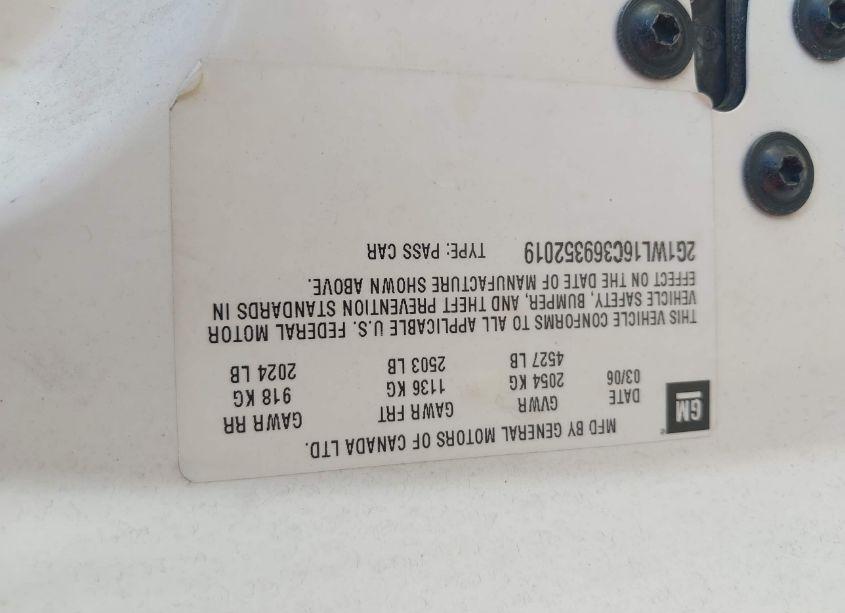 MFD BY GENERAL MOTORS OF CANADA LTD.
GM
DATE GVWR GAWR FRT GAWR RR
03/06 2054 KG 1136 KG 918 KG
4527 LB 2503 LB 2024 LB
THIS VEHICLE CONFORMS TO ALL APPLICABLE U.S. FEDERAL MOTOR
VEHICLE SAFETY, BUMPER, AND THEFT PREVENTION STANDARDS IN
EFFECT ON THE DATE OF MANUFACTURE SHOWN ABOVE.
2G1WL16C369352019 TYPE: PASS CAR